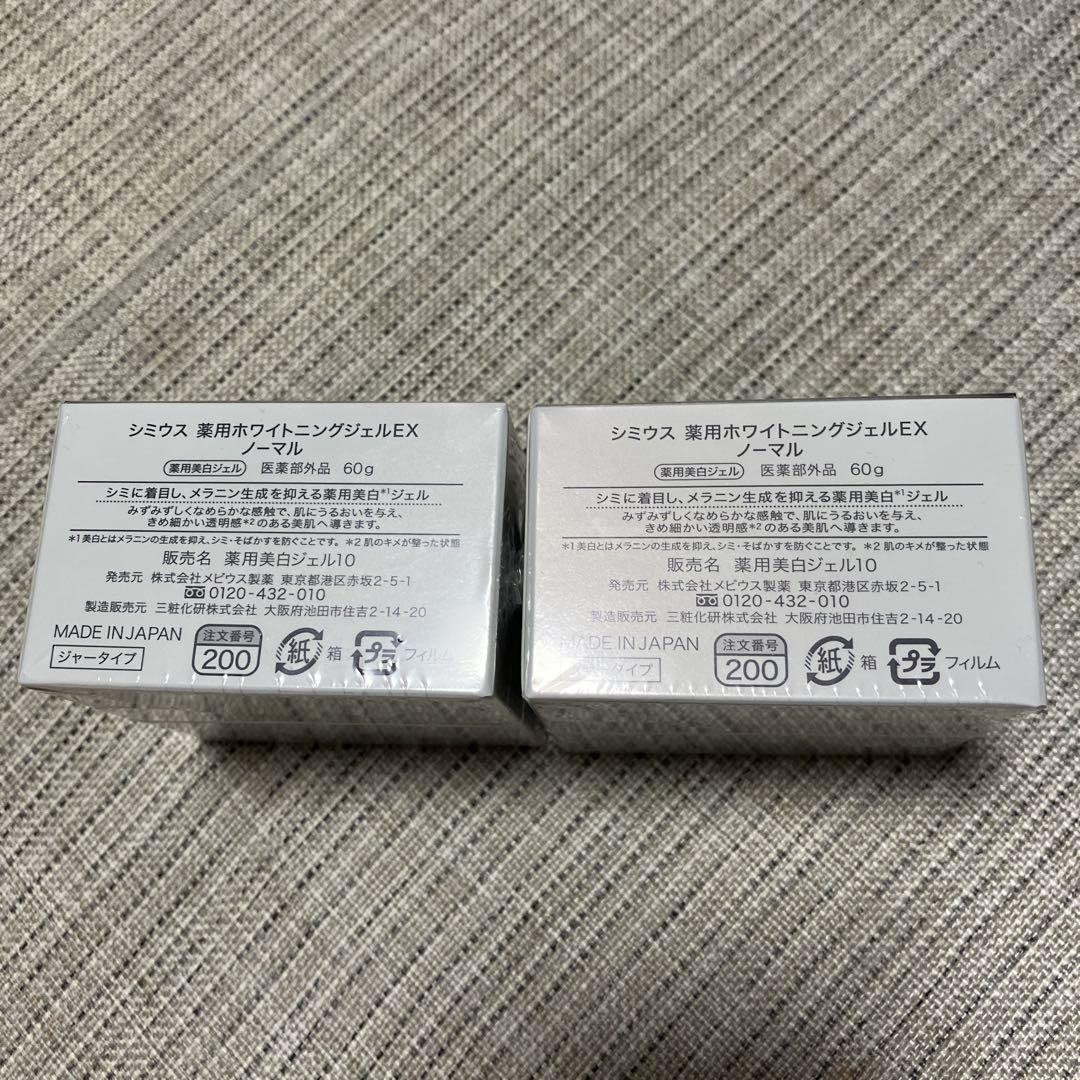 シミウス 薬用ホワイトニングジェルEX
ノーマル
薬用美白ジェル 医薬部外品 60g
シミに着目し、メラニン生成を抑える薬用美白*1ジェル
みずみずしくなめらかな感触で、肌にうるおいを与え、
きめ細かい透明感*2のある美肌へ導きます。
*1美白とはメラニンの生成を抑え、シミ・そばかすを防ぐことです。 *2 肌のキメが整った状態
販売名 薬用美白ジェル10
発売元 株式会社メビウス製薬 東京都港区赤坂2-5-1
0120-432-010
製造販売元 三粧化研株式会社 大阪府池田市住吉2-14-20
MADE IN JAPAN
ジャータイプ
注文番号
200
紙 箱
プラ フィルム
シミウス 薬用ホワイトニングジェルEX
ノーマル
薬用美白ジェル 医薬部外品 60g
シミに着目し、メラニン生成を抑える薬用美白*1ジェル
みずみずしくなめらかな感触で、肌にうるおいを与え、
きめ細かい透明感*2のある美肌へ導きます。
*1美白とはメラニンの生成を抑え、シミ・そばかすを防ぐことです。 *2 肌のキメが整った状態
販売名 薬用美白ジェル10
発売元 株式会社メビウス製薬 東京都港区赤坂2-5-1
0120-432-010
製造販売元 三粧化研株式会社 大阪府池田市住吉2-14-20
MADE IN JAPAN
ジャータイプ
注文番号
200
紙 箱
プラ フィルム